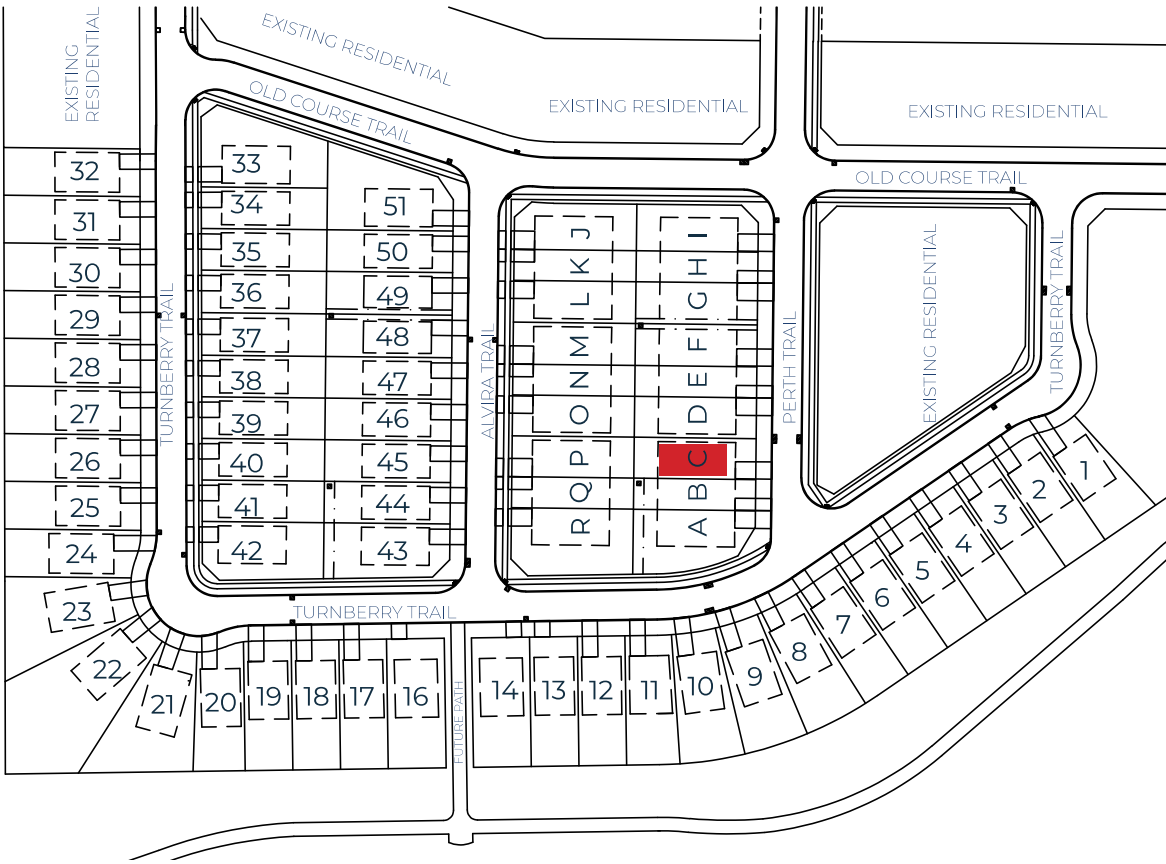 EXISTING
RESIDENTIAL
EXISTING RESIDENTIAL
EXISTING RESIDENTIAL
EXISTING RESIDENTIAL
OLD COURSE TRAIL
OLD COURSE TRAIL
EXISTING RESIDENTIAL
TURNBERRY TRAIL
TURNBERRY TRAIL
ALVIRA TRAIL
PERTH TRAIL
TURNBERRY TRAIL
FUTURE PATH
32
31
30
29
28
27
26
25
24
23
22
21
20
19
18
17
16
14
13
12
11
10
9
8
7
6
5
4
3
2
1
33
34
35
36
37
38
39
40
41
42
51
50
49
48
47
46
45
44
43
J
K
L
M
N
O
P
Q
R
I
H
G
F
E
D
C
B
A